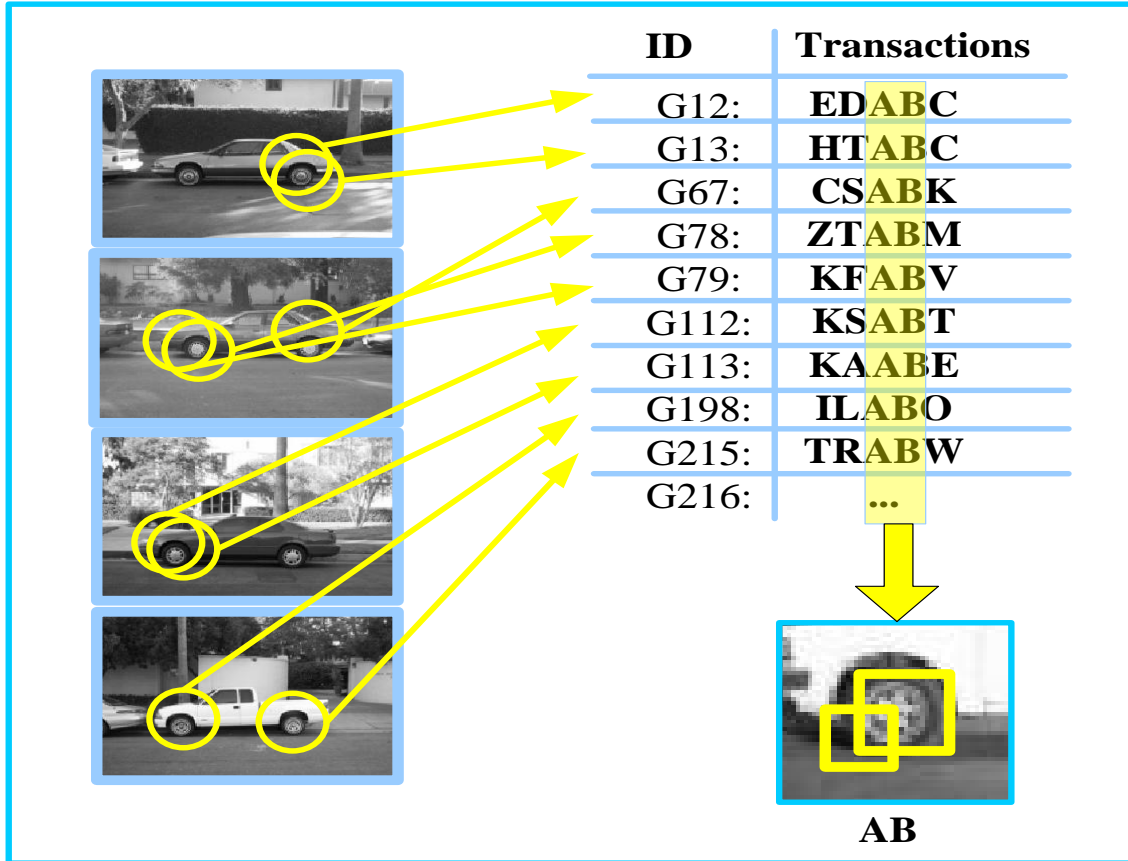 ID Transactions
G12: EDABC
G13: HTABC
G67: CSABK
G78: ZTABM
G79: KFABV
G112: KSABT
G113: KAABE
G198: ILABO
G215: TRABW
G216: ...
AB